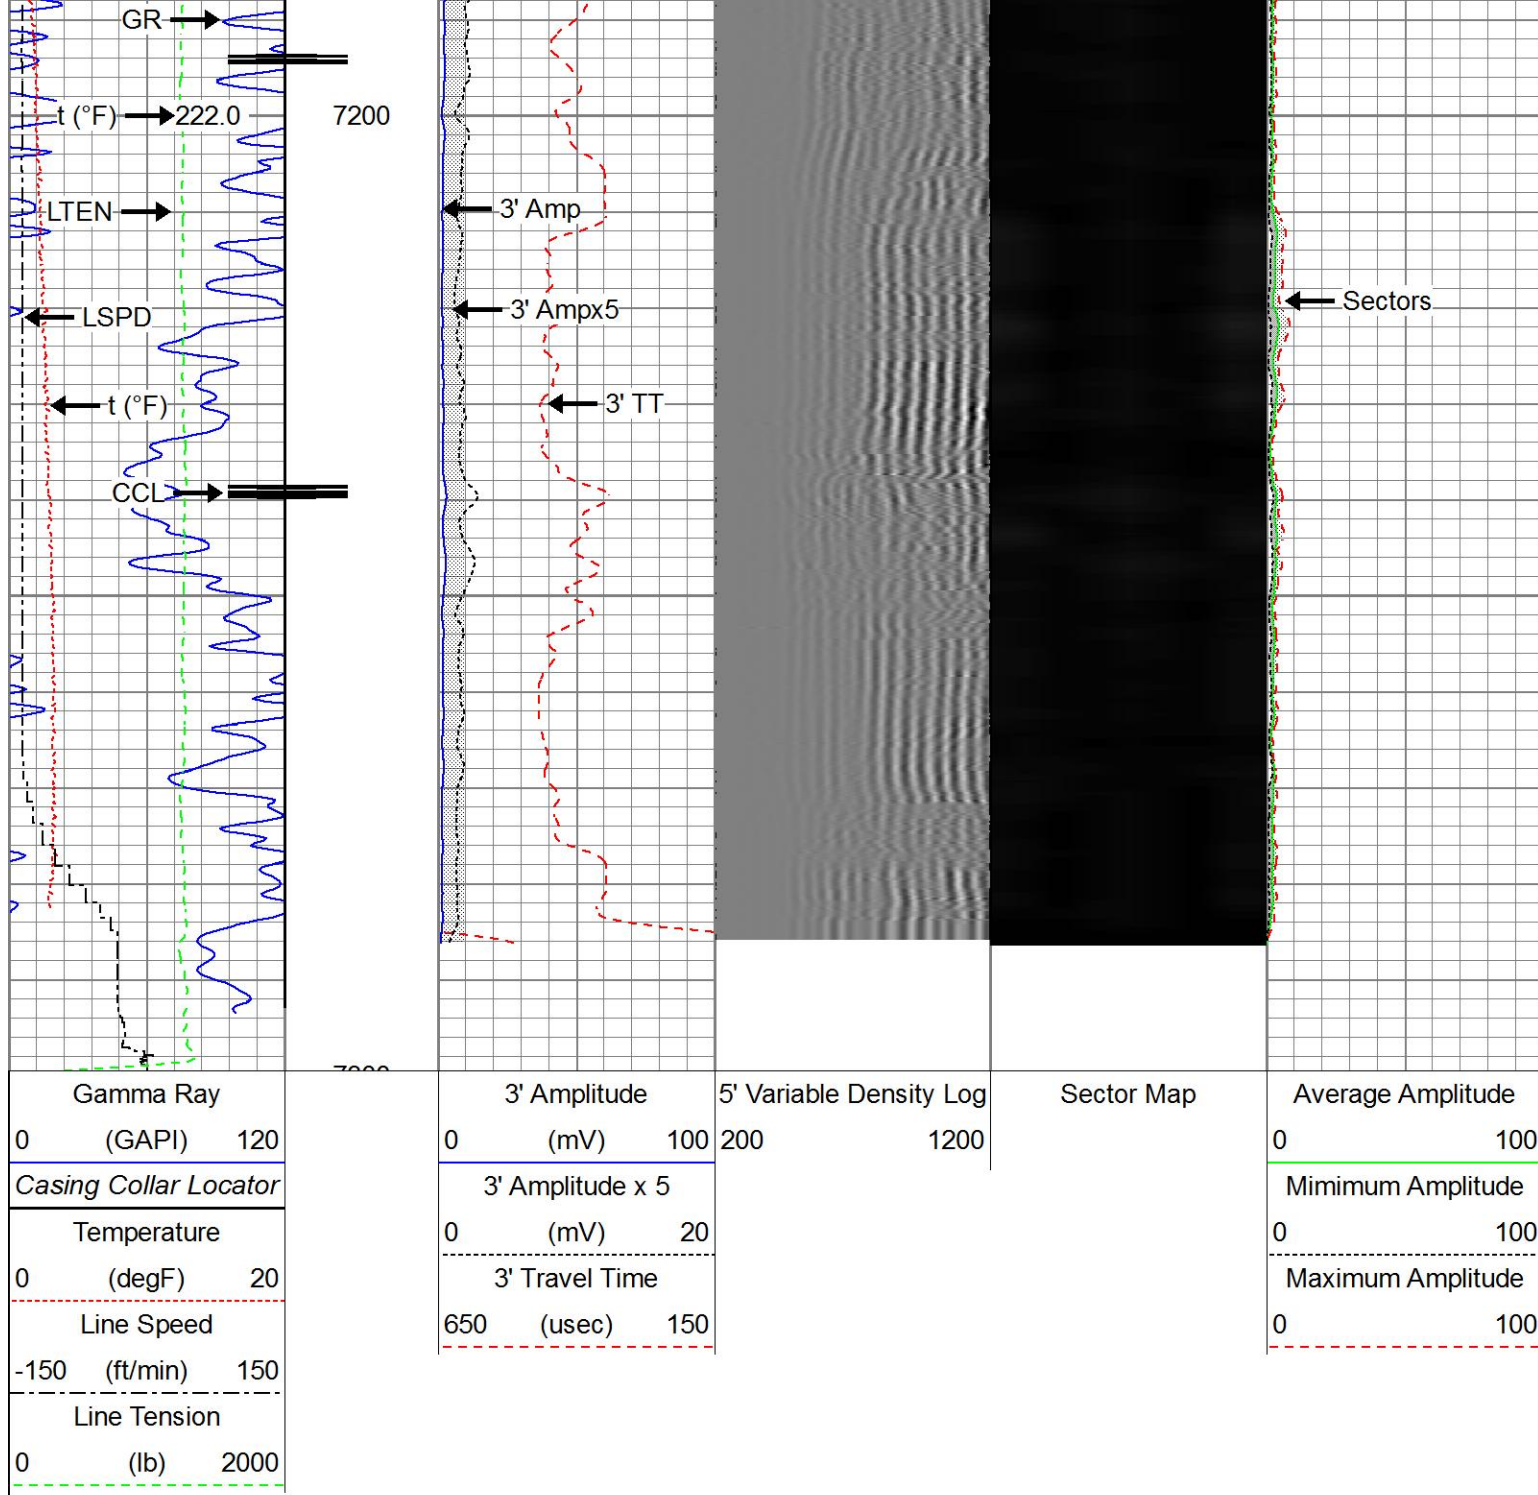 GR
t (°F) 222.0
7200
LTEN
3' Amp
Sectors
3' Ampx5
LSPD
t (°F)
3' TT
CCL
Gamma Ray
0 (GAPI) 120
Casing Collar Locator
Temperature
0 (degF) 20
Line Speed
-150 (ft/min) 150
Line Tension
0 (lb) 2000
3' Amplitude
0 (mV) 100
3' Amplitude x 5
0 (mV) 20
3' Travel Time
650 (usec) 150
5' Variable Density Log
200 1200
Sector Map
Average Amplitude
0 100
Mimimum Amplitude
0 100
Maximum Amplitude
0 100